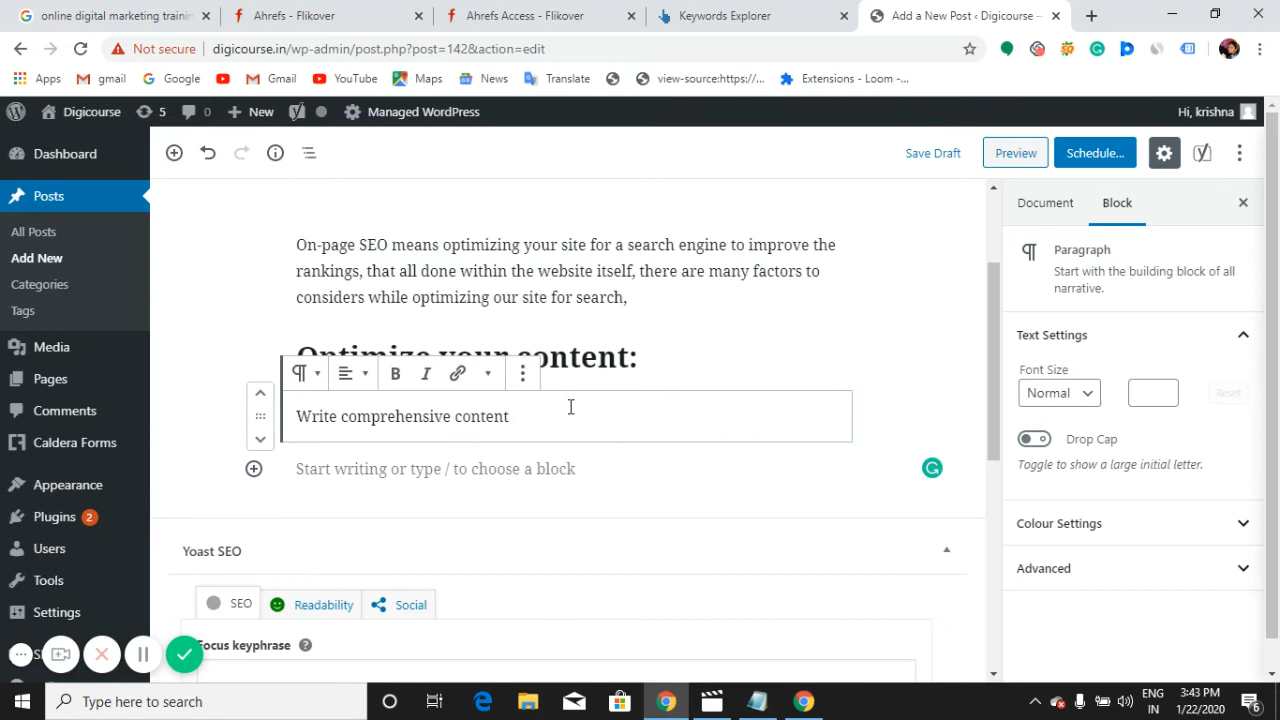 online digital marketing trainin
Ahrefs - Flikover
Ahrefs Access - Flikover
Keywords Explorer
Add a New Post ‹ Digicourse —
Not secure
digicourse.in/wp-admin/post.php?post=142&action=edit
Apps
gmail
Google
Gmail
YouTube
Maps
News
Translate
view-source:https://...
Extensions - Loom -...
Digicourse
5
0
New
Managed WordPress
Hi, krishna
Dashboard
Posts
All Posts
Add New
Categories
Tags
Media
Pages
Comments
Caldera Forms
Appearance
Plugins 2
Users
Tools
Settings
Save Draft
Preview
Schedule...
On-page SEO means optimizing your site for a search engine to improve the
rankings, that all done within the website itself, there are many factors to
considers while optimizing our site for search,
Optimize your content:
B
I
Write comprehensive content
Start writing or type / to choose a block
Yoast SEO
SEO
Readability
Social
Focus keyphrase
Document
Block
Paragraph
Start with the building block of all
narrative.
Text Settings
Font Size
Normal
Reset
Drop Cap
Toggle to show a large initial letter.
Colour Settings
Advanced
Type here to search
ENG
IN
3:43 PM
1/22/2020
6